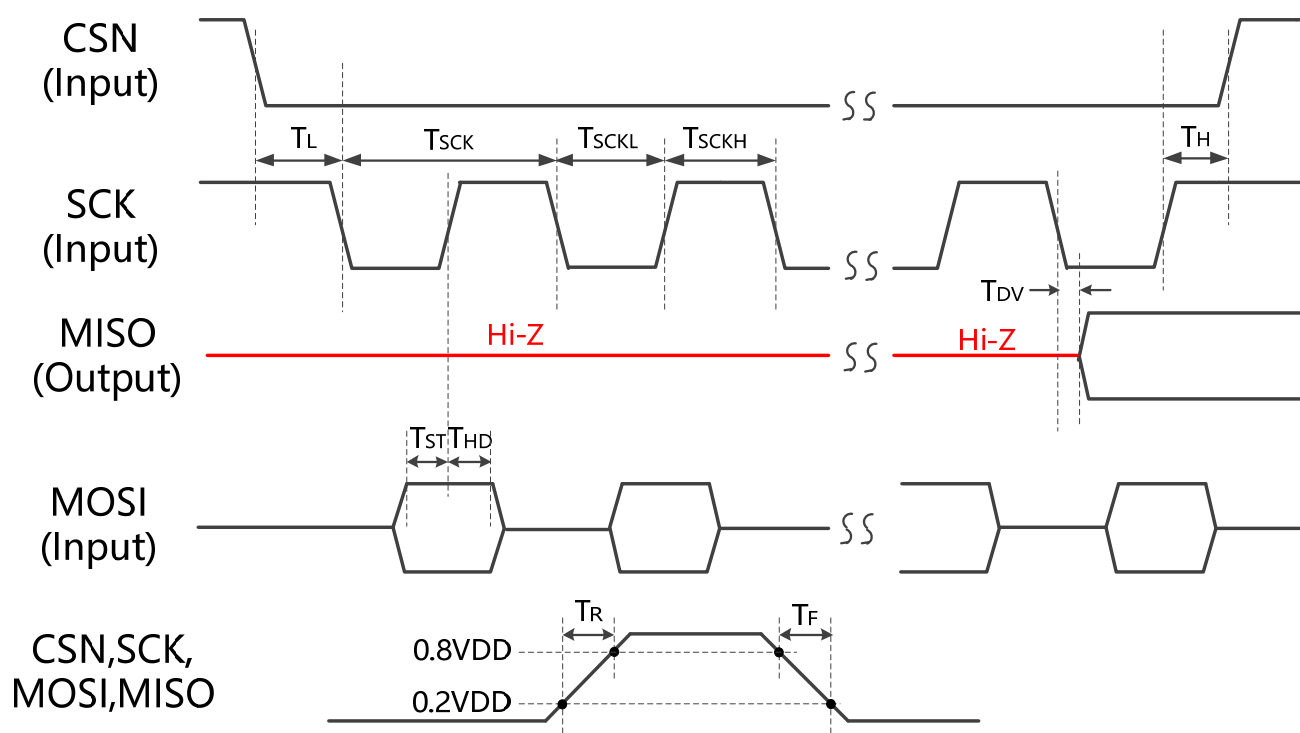 CSN
(Input)
TL
TSCK
TSCKL
TSCKH
TH
SCK
(Input)
TDV
MISO
(Output)
Hi-Z
Hi-Z
TST
THD
MOSI
(Input)
TR
TF
CSN,SCK,
MOSI,MISO
0.8VDD
0.2VDD